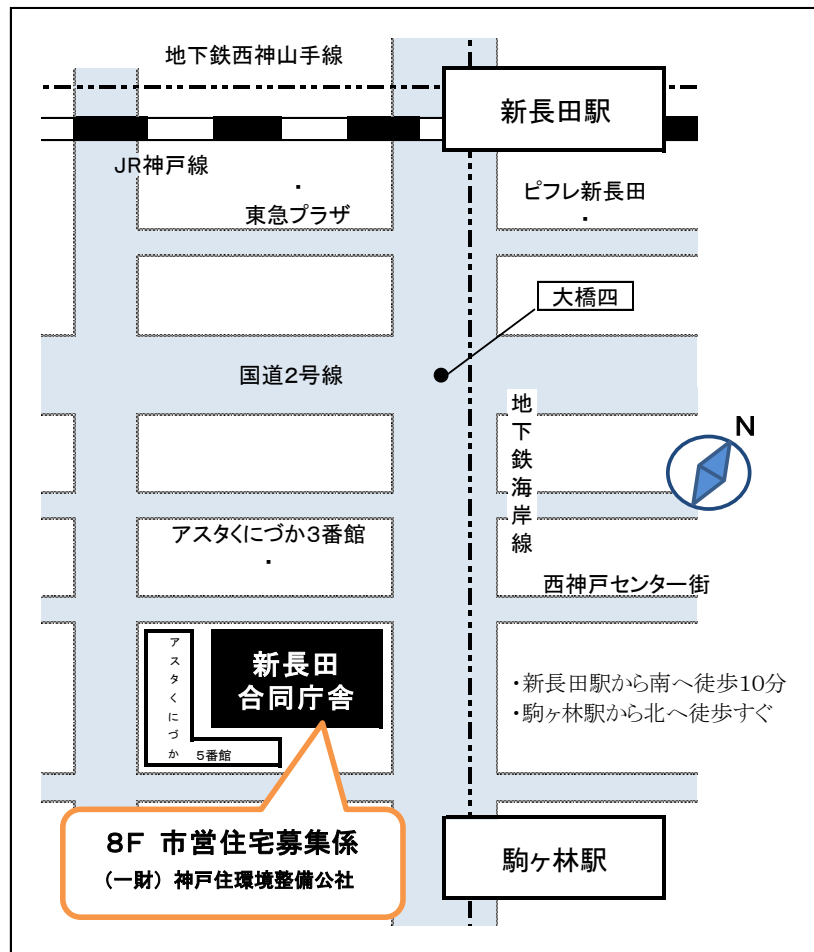 地下鉄西神山手線
新長田駅
JR神戸線
東急プラザ
ピフレ新長田
大橋四
国道2号線
地下鉄海岸線
N
アスタくにづか3番館
西神戸センター街
アスタくにづか
5番館
新長田
合同庁舎
・新長田駅から南へ徒歩10分
・駒ヶ林駅から北へ徒歩すぐ
8F 市営住宅募集係
（一財）神戸住環境整備公社
駒ヶ林駅